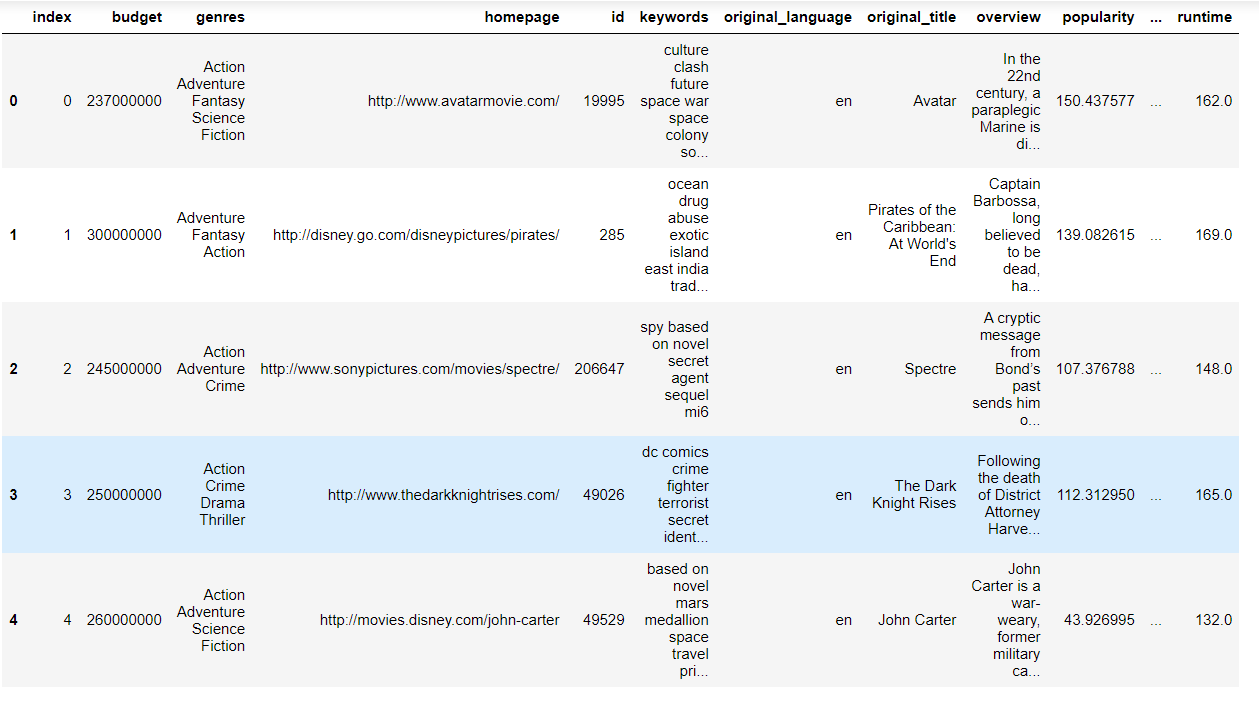 index budget genres homepage id keywords original_language original_title overview popularity ... runtime
0 0 237000000 Action Adventure Fantasy Science Fiction http://www.avatarmovie.com/ 19995 culture clash future space war space colony so... en Avatar In the 22nd century, a paraplegic Marine is di... 150.437577 ... 162.0
1 1 300000000 Adventure Fantasy Action http://disney.go.com/disneypictures/pirates/ 285 ocean drug abuse exotic island east india trad... en Pirates of the Caribbean: At World's End Captain Barbossa, long believed to be dead, ha... 139.082615 ... 169.0
2 2 245000000 Action Adventure Crime http://www.sonypictures.com/movies/spectre/ 206647 spy based on novel secret agent sequel mi6 en Spectre A cryptic message from Bond’s past sends him o... 107.376788 ... 148.0
3 3 250000000 Action Crime Drama Thriller http://www.thedarkknightrises.com/ 49026 dc comics crime fighter terrorist secret ident... en The Dark Knight Rises Following the death of District Attorney Harve... 112.312950 ... 165.0
4 4 260000000 Action Adventure Science Fiction http://movies.disney.com/john-carter 49529 based on novel mars medallion space travel pri... en John Carter John Carter is a war-weary, former military ca... 43.926995 ... 132.0